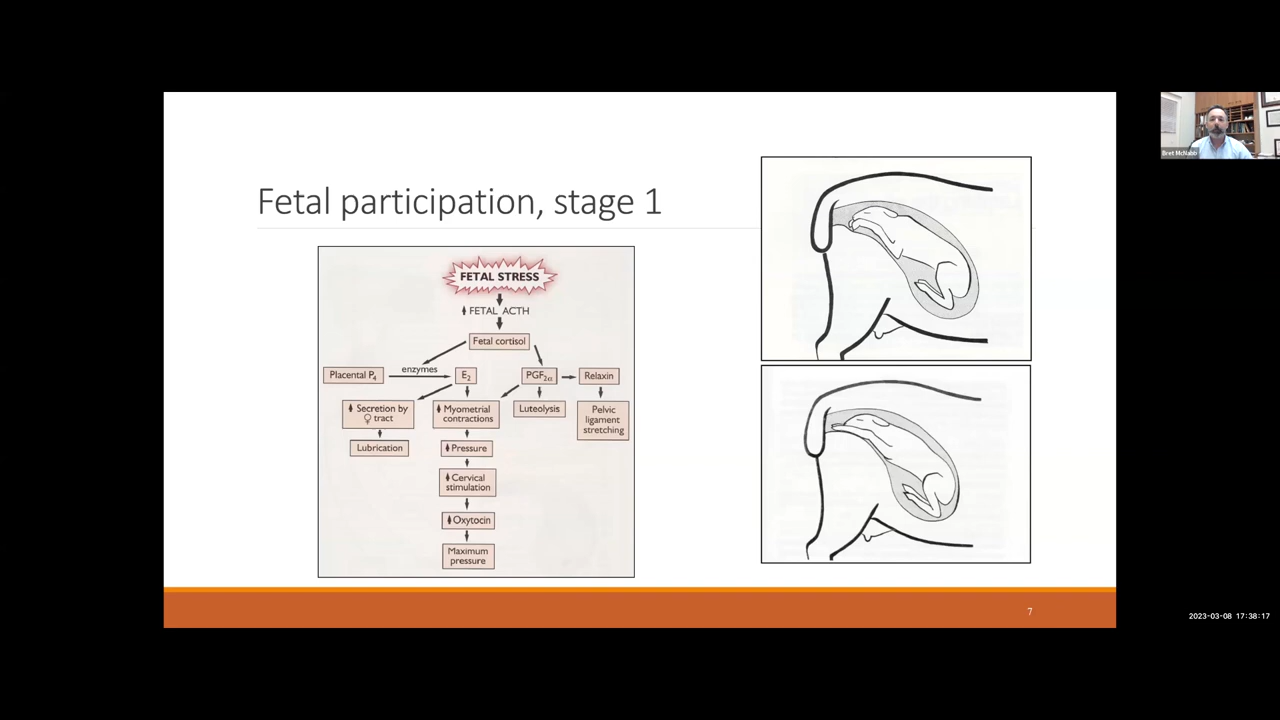 Fetal participation, stage 1
FETAL STRESS
FETAL ACTH
Fetal cortisol
Placental P₄
enzymes
E₂
PGF₂α
Relaxin
Secretion by
♀ tract
Myometrial
contractions
Luteolysis
Pelvic
ligament
stretching
Lubrication
Pressure
Cervical
stimulation
Oxytocin
Maximum
pressure
7
Bret McNabb
2023-03-08 17:38:17